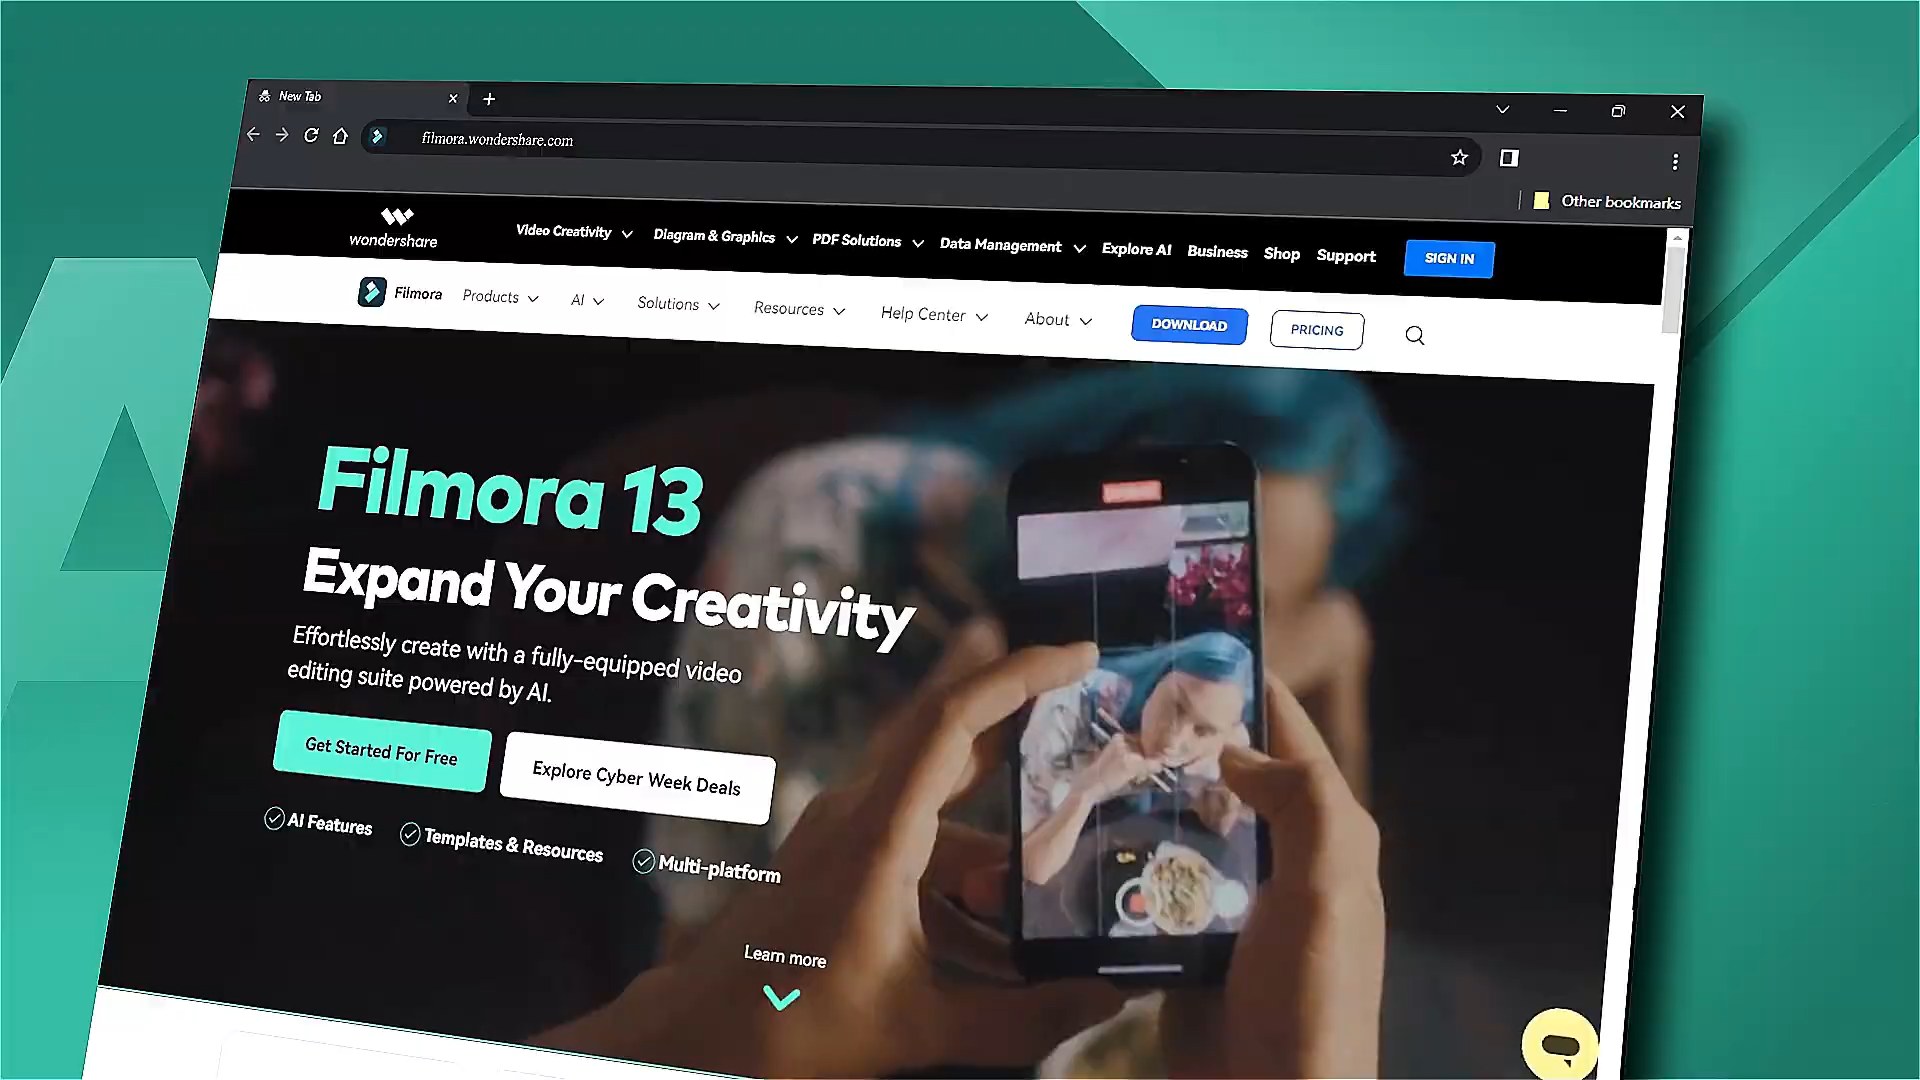 New Tab
filmora.wondershare.com
Other bookmarks
wondershare
Video Creativity Diagram & Graphics PDF Solutions Data Management Explore AI Business Shop Support SIGN IN
Filmora Products AI Solutions Resources Help Center About DOWNLOAD PRICING
Filmora 13
Expand Your Creativity
Effortlessly create with a fully-equipped video
editing suite powered by AI.
Get Started For Free Explore Cyber Week Deals
AI Features Templates & Resources Multi-platform
Learn more